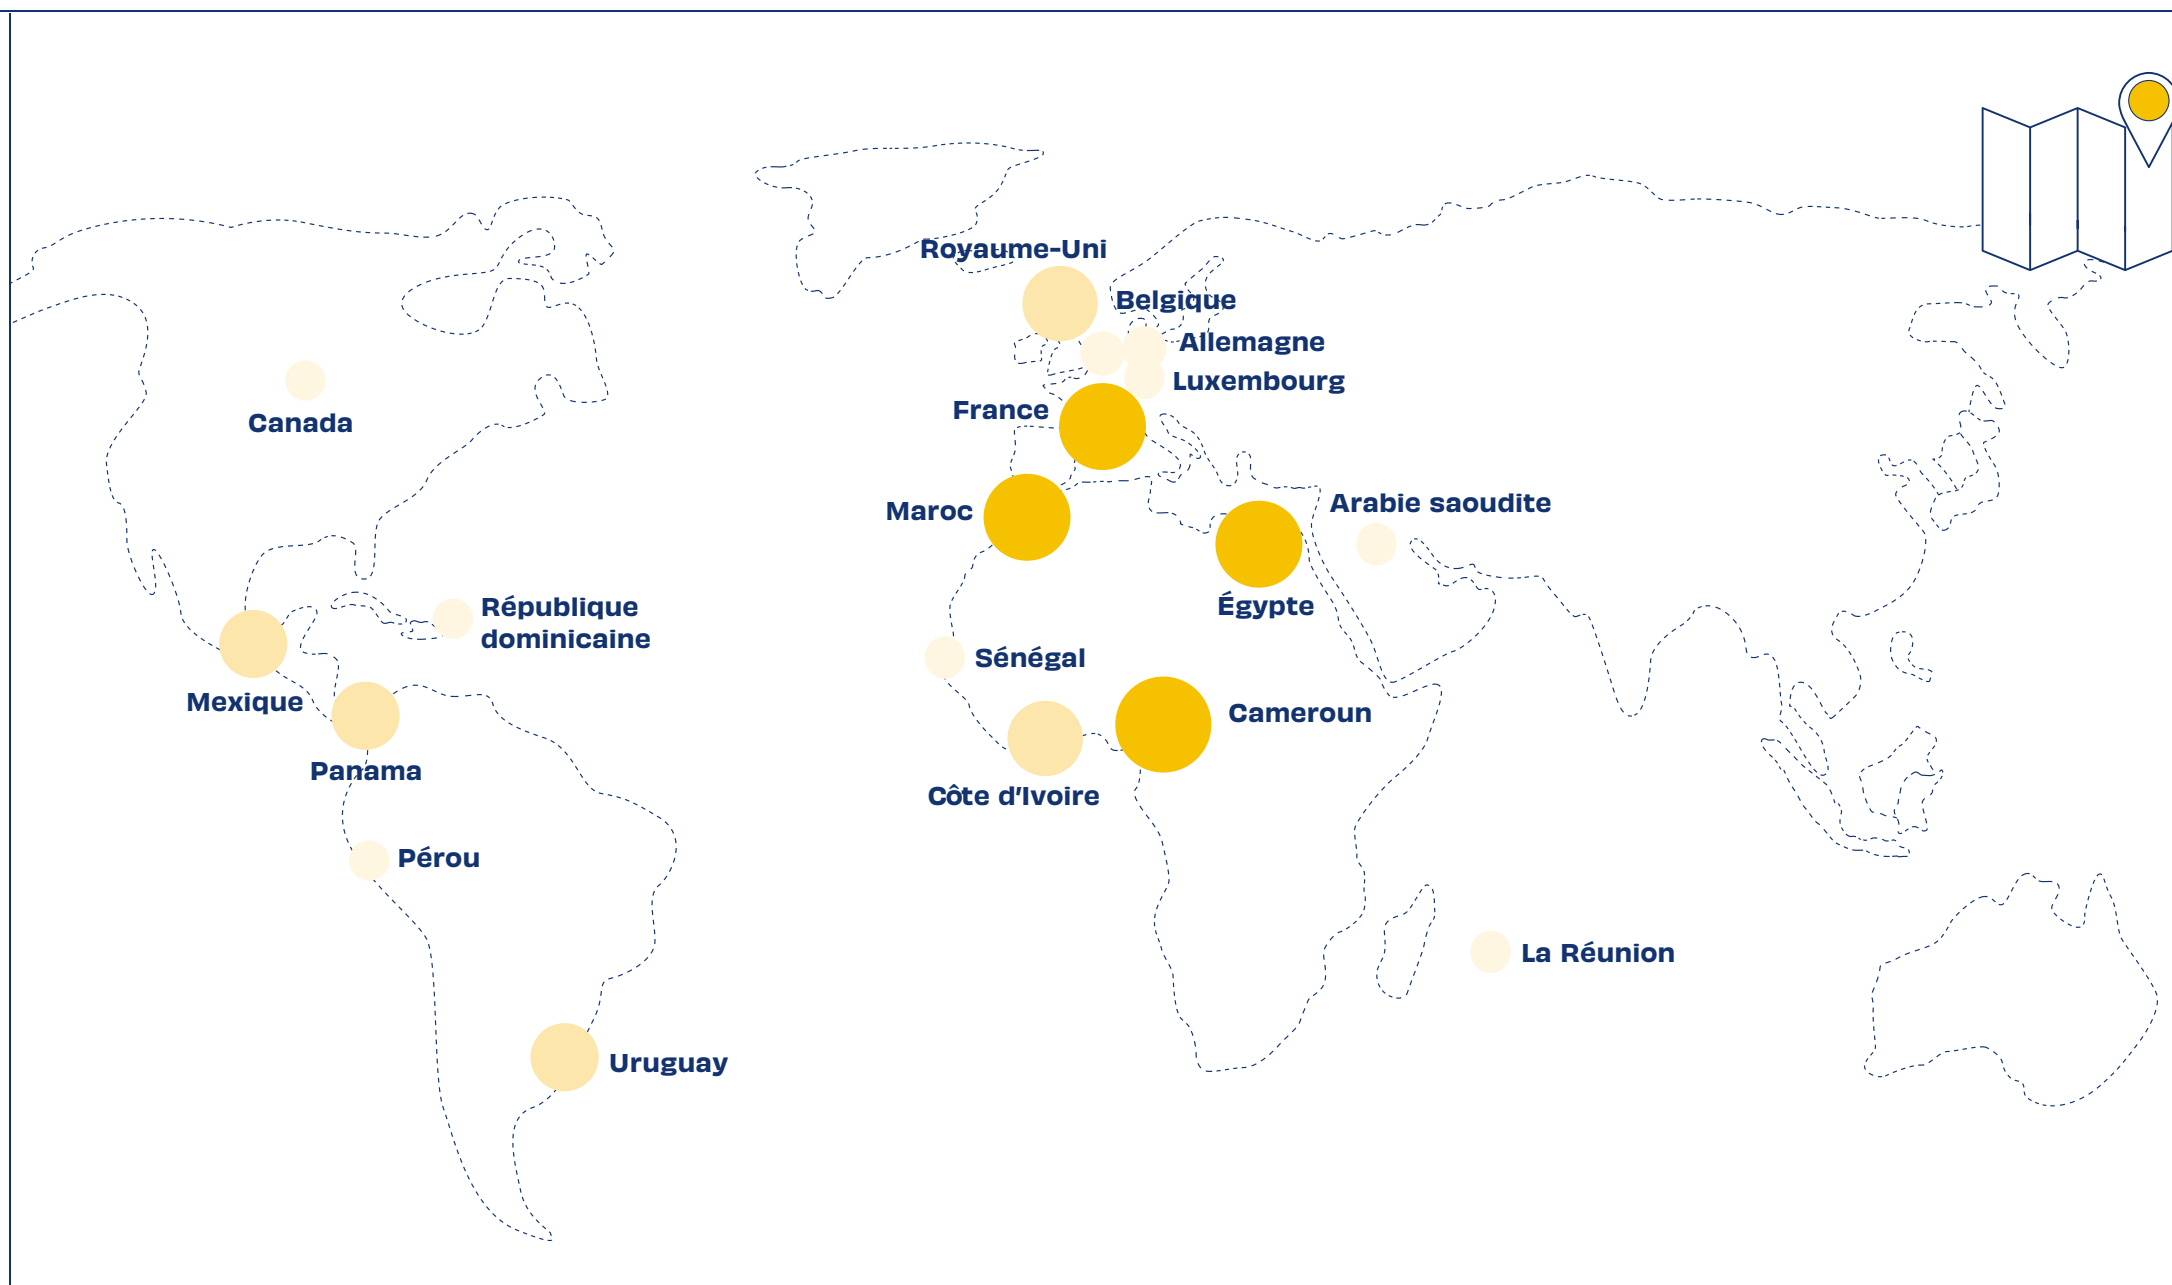 Royaume-Uni
Belgique
Allemagne
Luxembourg
France
Canada
Maroc
Arabie saoudite
Égypte
République
dominicaine
Sénégal
Mexique
Cameroun
Panama
Côte d'Ivoire
Pérou
La Réunion
Uruguay